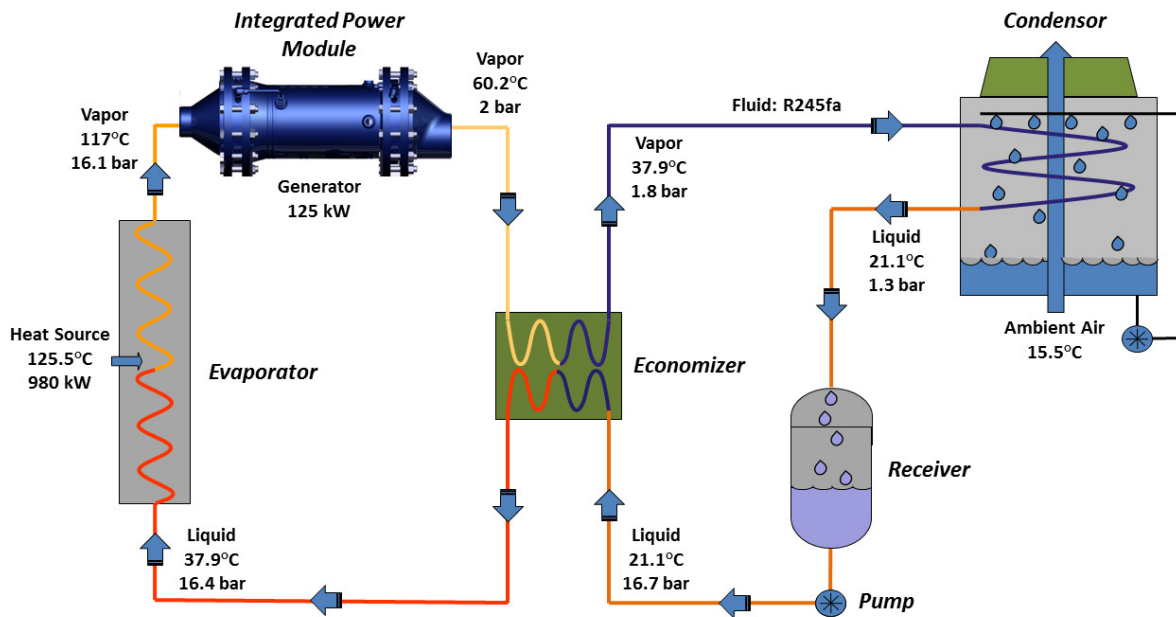 Integrated Power
Module
Condensor
Vapor
60.2°C
2 bar
Vapor
117°C
16.1 bar
Fluid: R245fa
Vapor
37.9°C
1.8 bar
Generator
125 kW
Liquid
21.1°C
1.3 bar
Ambient Air
15.5°C
Heat Source
125.5°C
980 kW
Evaporator
Economizer
Receiver
Liquid
37.9°C
16.4 bar
Liquid
21.1°C
16.7 bar
Pump